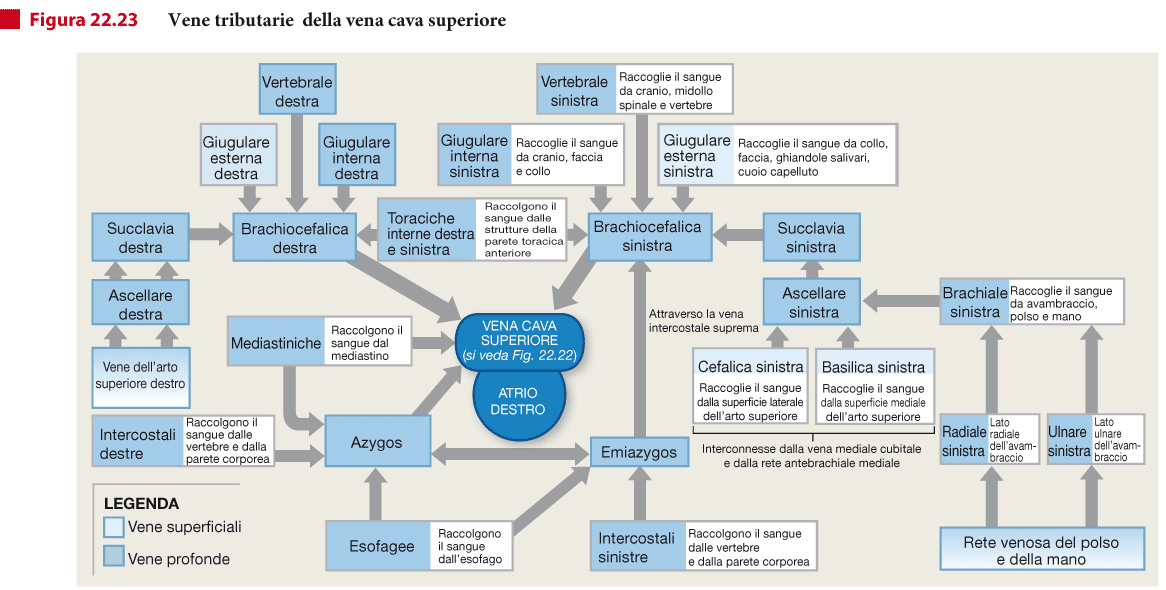 Figura 22.23 Vene tributarie della vena cava superiore
Vertebrale
destra
Vertebrale
sinistra
Raccoglie il sangue
da cranio, midollo
spinale e vertebre
Giugulare
esterna
destra
Giugulare
interna
destra
Giugulare
interna
sinistra
Raccoglie il sangue
da cranio, faccia
e collo
Giugulare
esterna
sinistra
Raccoglie il sangue da collo,
faccia, ghiandole salivari,
cuoio capelluto
Succlavia
destra
Brachiocefalica
destra
Toraciche
interne destra
e sinistra
Raccolgono il
sangue dalle
strutture della
parete toracica
anteriore
Brachiocefalica
sinistra
Succlavia
sinistra
Ascellare
destra
Ascellare
sinistra
Brachiale
sinistra
Raccoglie il sangue
da avambraccio,
polso e mano
Attraverso la vena
intercostale suprema
Mediastiniche
Raccolgono il
sangue dal
mediastino
VENA CAVA
SUPERIORE
(si veda Fig. 22.22)
ATRIO
DESTRO
Vene dell'arto
superiore destro
Cefalica sinistra
Raccoglie il sangue
dalla superficie laterale
dell'arto superiore
Basilica sinistra
Raccoglie il sangue
dalla superficie mediale
dell'arto superiore
Intercostali
destre
Raccolgono il
sangue dalle
vertebre e dalla
parete corporea
Azygos
Emiazygos
Interconnesse dalla vena mediale cubitale
e dalla rete antebrachiale mediale
Radiale
sinistra
Lato
radiale
dell'avam-
braccio
Ulnare
sinistra
Lato
ulnare
dell'avam-
braccio
LEGENDA
Vene superficiali
Vene profonde
Esofagee
Raccolgono
il sangue
dall'esofago
Intercostali
sinistre
Raccolgono il sangue
dalle vertebre
e dalla parete corporea
Rete venosa del polso
e della mano